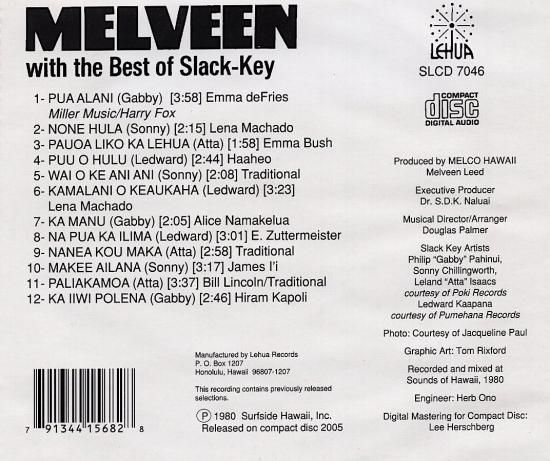 MELVEEN
with the Best of Slack-Key
1- PUA ALANI (Gabby) [3:58] Emma deFries
Miller Music/Harry Fox
2- NONE HULA (Sonny) [2:15] Lena Machado
3- PAUOA LIKO KA LEHUA (Atta) [1:58] Emma Bush
4- PUU O HULU (Ledward) [2:44] Haaheo
5- WAI O KE ANI ANI (Sonny) [2:08] Traditional
6- KAMALANI O KEAUKAHA (Ledward) [3:23]
Lena Machado
7- KA MANU (Gabby) [2:05] Alice Namakelua
8- NA PUA KA ILIMA (Ledward) [3:01] E. Zuttermeister
9- NANEA KOU MAKA (Atta) [2:58] Traditional
10- MAKEE AILANA (Sonny) [3:17] James I'i
11- PALIAKAMOA (Atta) [3:37] Bill Lincoln/Traditional
12- KA IIWI POLENA (Gabby) [2:46] Hiram Kapoli
LEHUA
SLCD 7046
COMPACT
disc
DIGITAL AUDIO
Produced by MELCO HAWAII
Melveen Leed
Executive Producer
Dr. S.D.K. Naluai
Musical Director/Arranger
Douglas Palmer
Slack Key Artists
Philip "Gabby" Pahinui,
Sonny Chillingworth,
Leland "Atta" Isaacs
courtesy of Poki Records
Ledward Kaapana
courtesy of Pumehana Records
Photo: Courtesy of Jacqueline Paul
Graphic Art: Tom Rixford
Recorded and mixed at
Sounds of Hawaii, 1980
Engineer: Herb Ono
Digital Mastering for Compact Disc:
Lee Herschberg
Manufactured by Lehua Records
P. O. Box 1207
Honolulu, Hawaii 96807-1207
This recording contains previously released
selections.
Ⓟ 1980 Surfside Hawaii, Inc.
Released on compact disc 2005
7 91344 15682 8